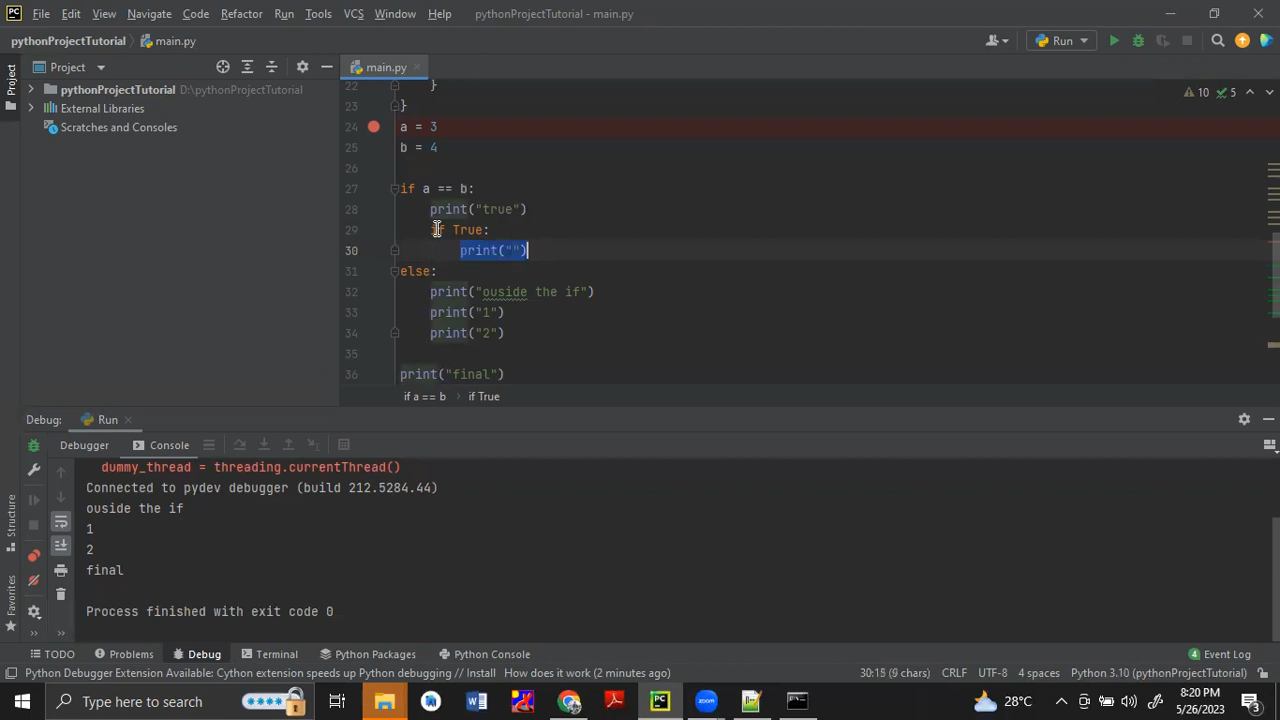 PC File Edit View Navigate Code Refactor Run Tools VCS Window Help pythonProjectTutorial - main.py
pythonProjectTutorial main.py Run
Project main.py
22 }
pythonProjectTutorial D:\pythonProjectTutorial 10 5
23 }
External Libraries
24 a = 3
Scratches and Consoles
25 b = 4
26
27 if a == b:
28 print("true")
29 if True:
30 print("")
31 else:
32 print("ouside the if")
33 print("1")
34 print("2")
35
36 print("final")
if a == b › if True
Project
Structure
Favorites
Debug: Run
Debugger Console
dummy_thread = threading.currentThread()
Connected to pydev debugger (build 212.5284.44)
ouside the if
1
2
final
Process finished with exit code 0
TODO Problems Debug Terminal Python Packages Python Console 4 Event Log
Python Debugger Extension Available: Cython extension speeds up Python debugging // Install How does it work (2 minutes ago) 30:15 (9 chars) CRLF UTF-8 4 spaces Python 3.10 (pythonProjectTutorial)
Type here to search PC zoom 28°C 8:20 PM
5/26/2023 3